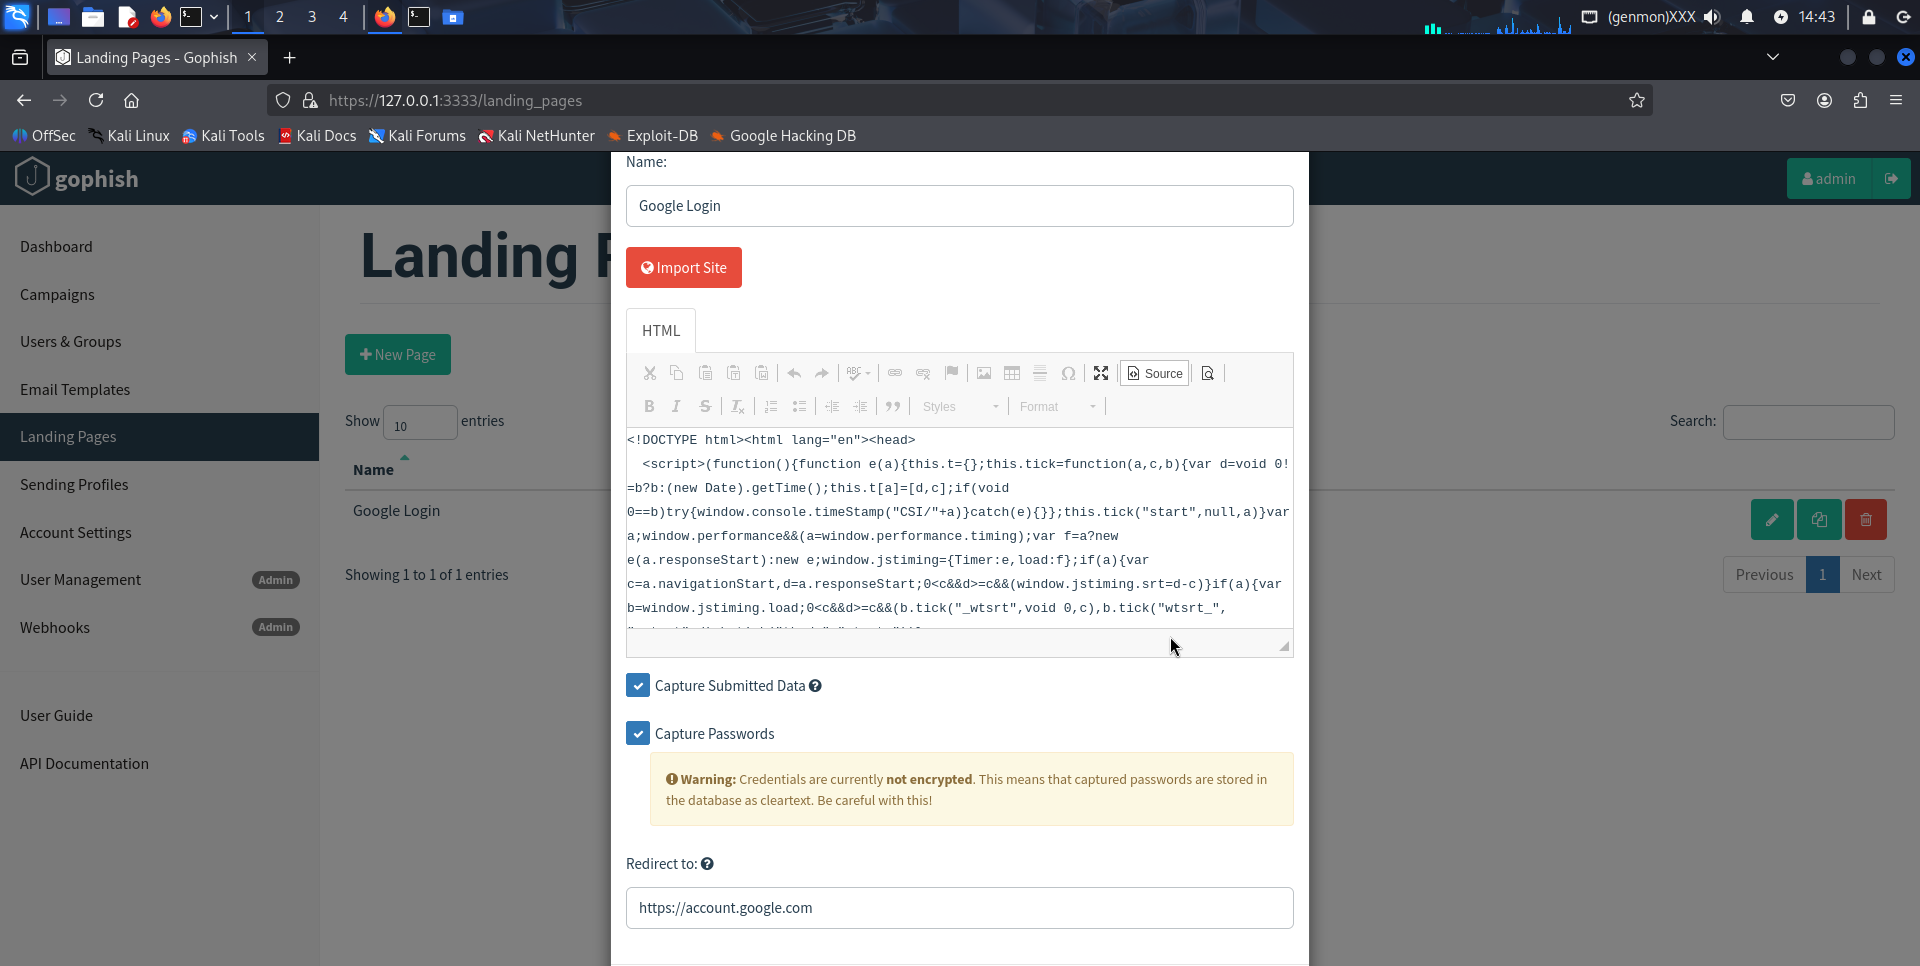 1 2 3 4 (genmon)XXX 14:43
Landing Pages - Gophish
https://127.0.0.1:3333/landing_pages
OffSec Kali Linux Kali Tools Kali Docs Kali Forums Kali NetHunter Exploit-DB Google Hacking DB
gophish
admin
Dashboard
Campaigns
Users & Groups
Email Templates
Landing Pages
Sending Profiles
Account Settings
User Management Admin
Webhooks Admin
User Guide
API Documentation
Landing
New Page
Show 10 entries
Search:
Name
Google Login
Showing 1 to 1 of 1 entries
Previous 1 Next
Name:
Google Login
Import Site
HTML
Source
Styles Format
<!DOCTYPE html><html lang="en"><head>
<script>(function(){function e(a){this.t={};this.tick=function(a,c,b){var d=void 0!
=b?b:(new Date).getTime();this.t[a]=[d,c];if(void
0==b)try{window.console.timeStamp("CSI/"+a)}catch(e){}};this.tick("start",null,a)}var
a;window.performance&&(a=window.performance.timing);var f=a?new
e(a.responseStart):new e;window.jstiming={Timer:e,load:f};if(a){var
c=a.navigationStart,d=a.responseStart;0<c&&d>=c&&(window.jstiming.srt=d-c)}if(a){var
b=window.jstiming.load;0<c&&d>=c&&(b.tick("_wtsrt",void 0,c),b.tick("wtsrt_",
Capture Submitted Data
Capture Passwords
Warning: Credentials are currently not encrypted. This means that captured passwords are stored in
the database as cleartext. Be careful with this!
Redirect to:
https://account.google.com